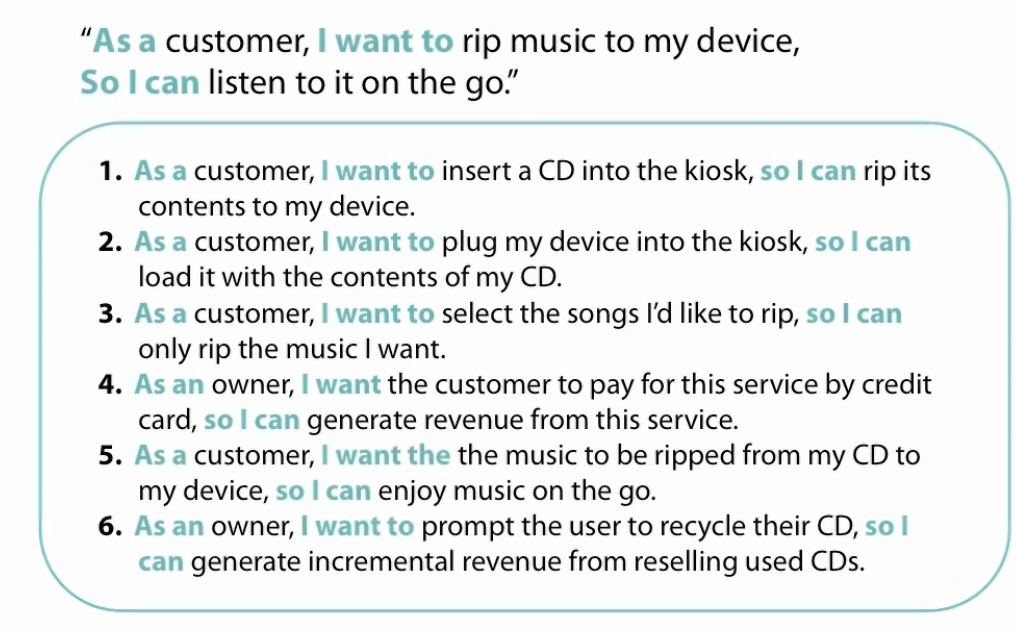 “As a customer, I want to rip music to my device,
So I can listen to it on the go.”
1. As a customer, I want to insert a CD into the kiosk, so I can rip its
contents to my device.
2. As a customer, I want to plug my device into the kiosk, so I can
load it with the contents of my CD.
3. As a customer, I want to select the songs I’d like to rip, so I can
only rip the music I want.
4. As an owner, I want the customer to pay for this service by credit
card, so I can generate revenue from this service.
5. As a customer, I want the the music to be ripped from my CD to
my device, so I can enjoy music on the go.
6. As an owner, I want to prompt the user to recycle their CD, so I
can generate incremental revenue from reselling used CDs.